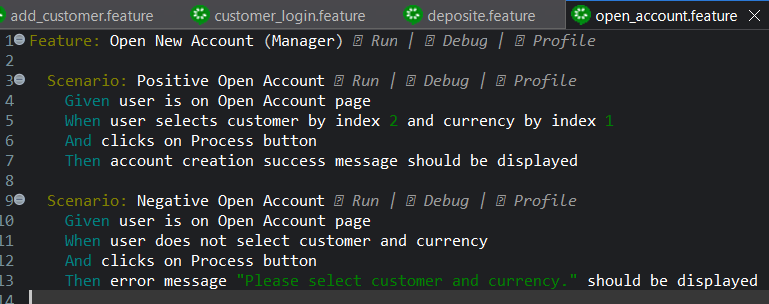 add_customer.feature customer_login.feature deposite.feature open_account.feature
1 Feature: Open New Account (Manager) Run | Debug | Profile
2
3 Scenario: Positive Open Account Run | Debug | Profile
4 Given user is on Open Account page
5 When user selects customer by index 2 and currency by index 1
6 And clicks on Process button
7 Then account creation success message should be displayed
8
9 Scenario: Negative Open Account Run | Debug | Profile
10 Given user is on Open Account page
11 When user does not select customer and currency
12 And clicks on Process button
13 Then error message "Please select customer and currency." should be displayed
14